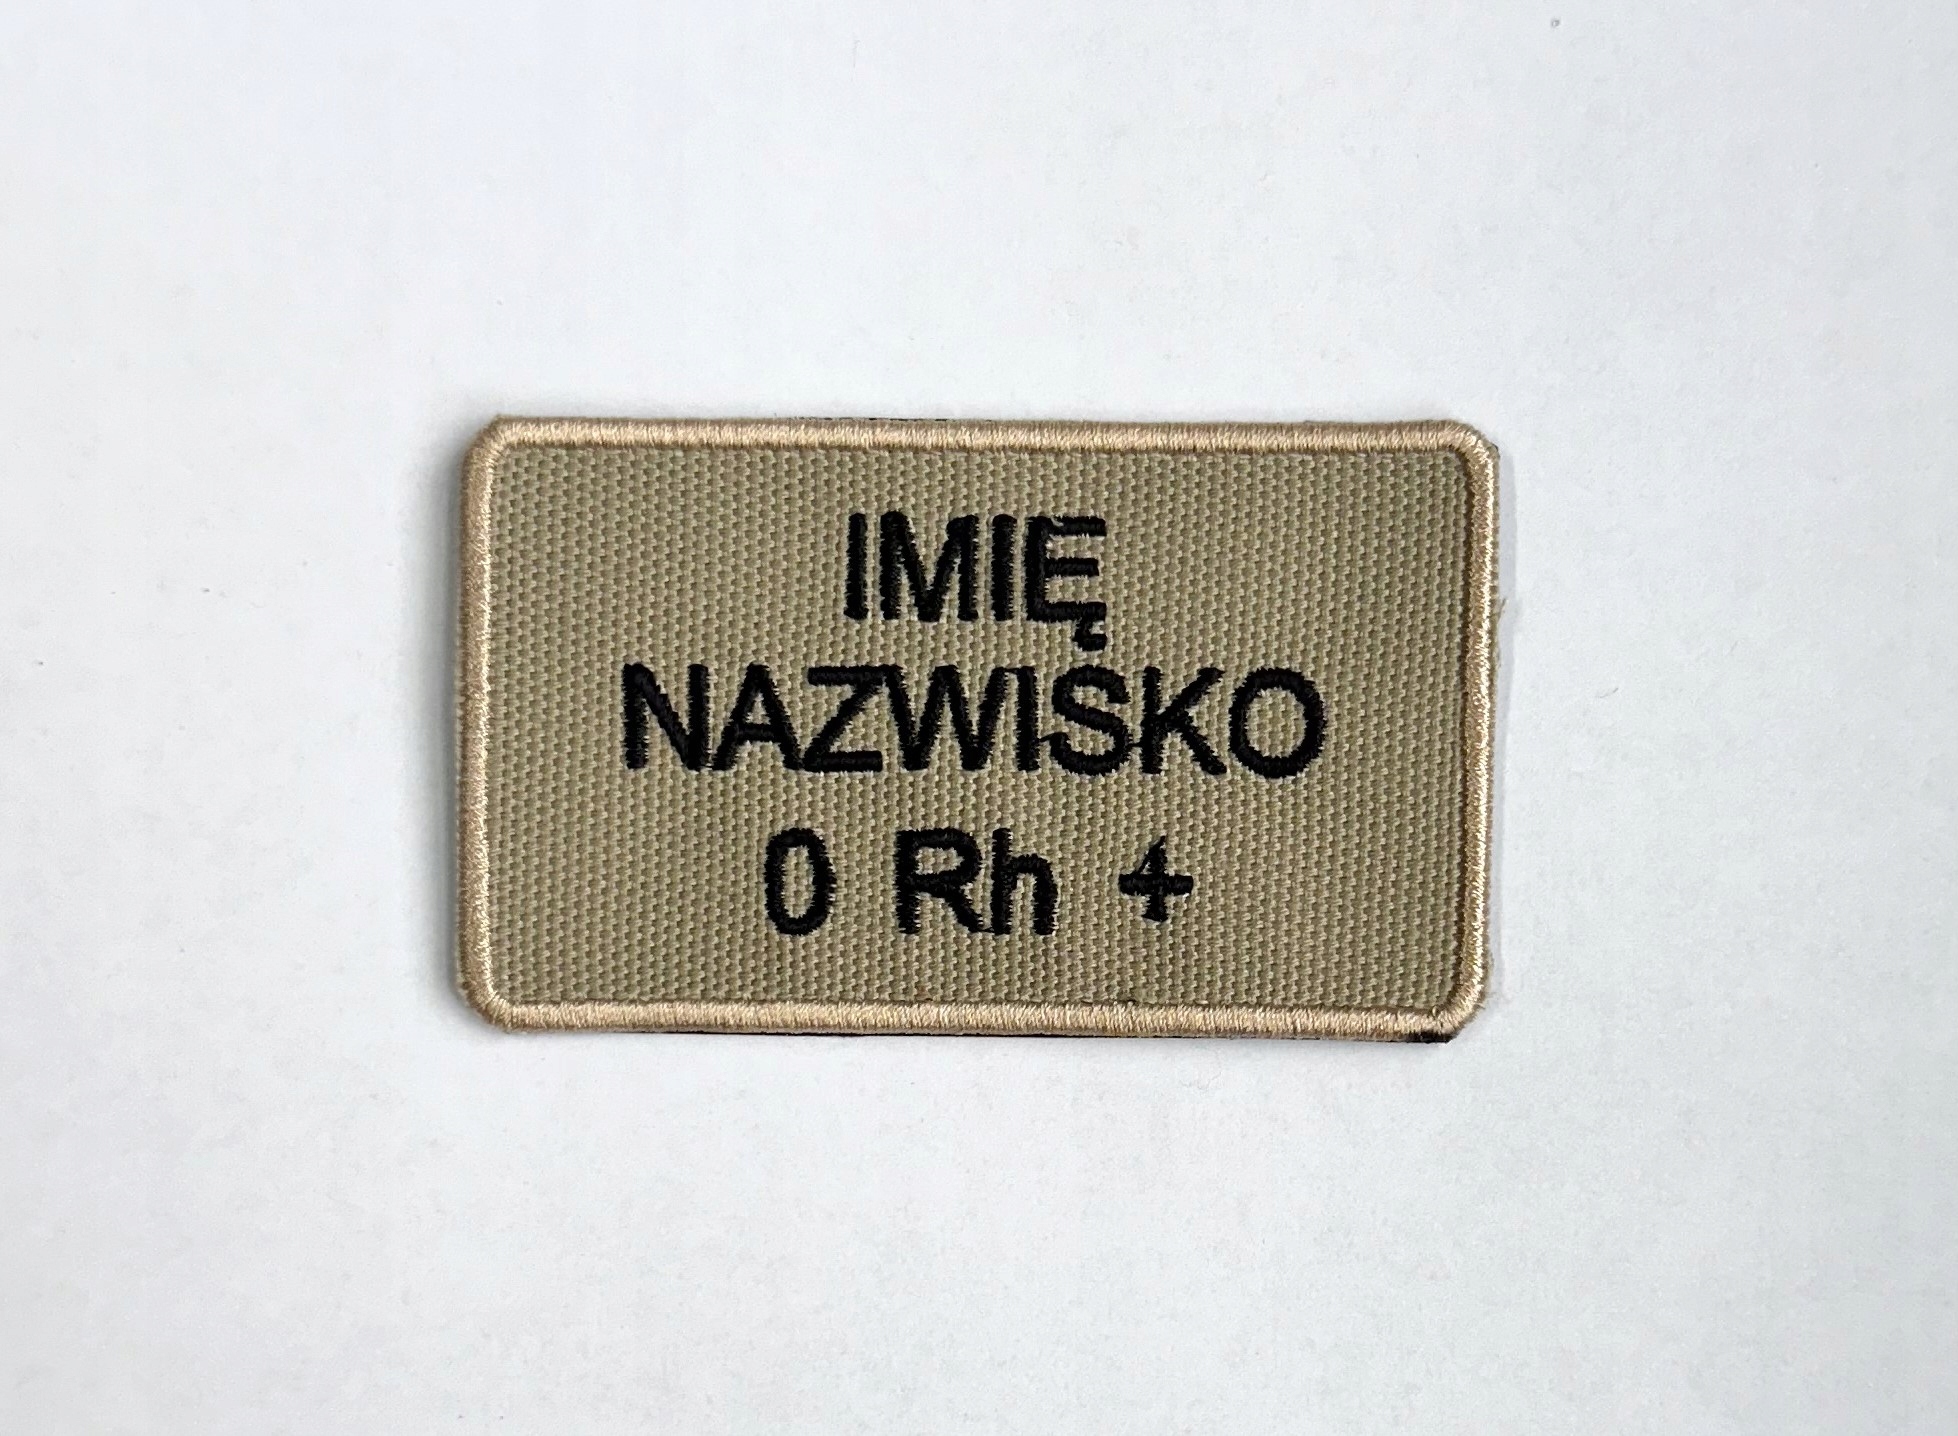 IMIĘ
NAZWISKO
0 Rh +